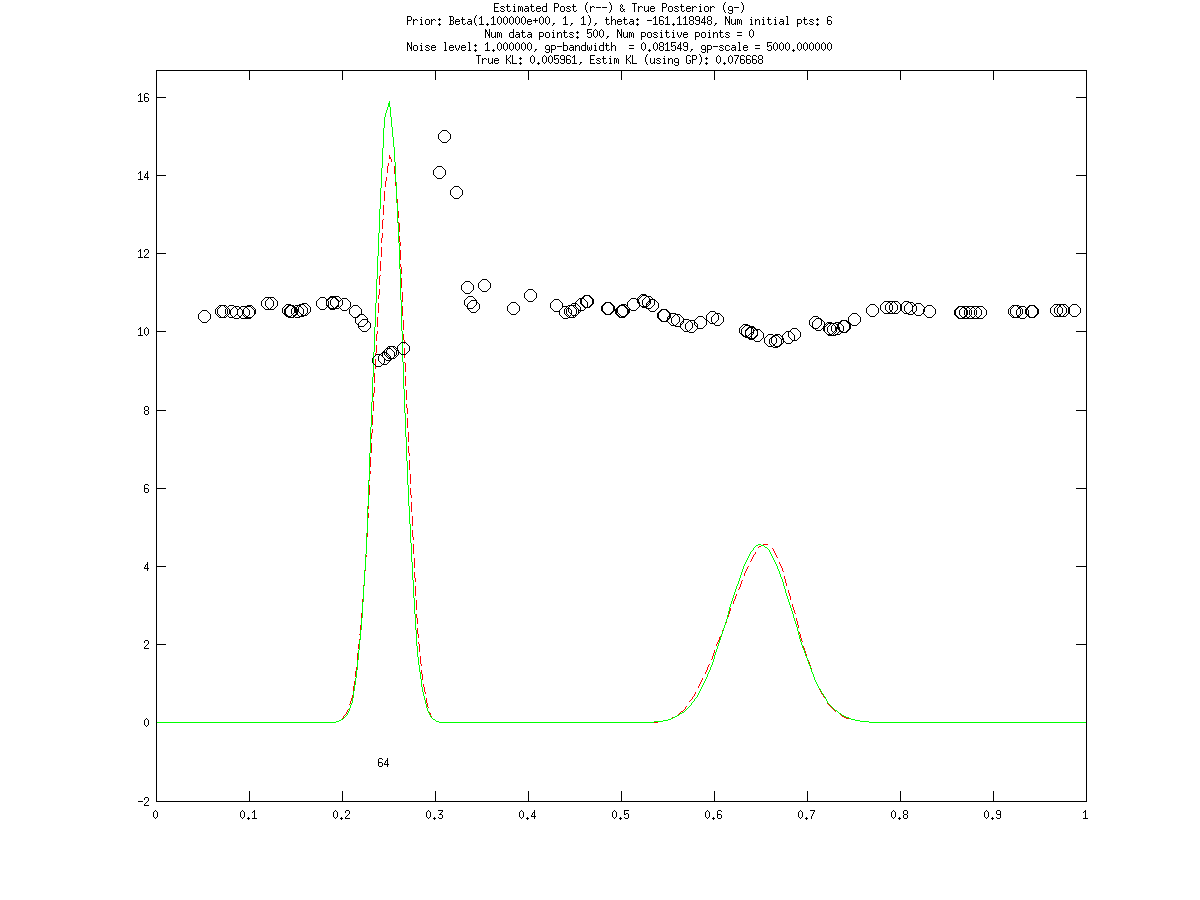 Estimated Post (r--) & True Posterior (g-)
Prior: Beta(1.100000e+00, 1, 1), theta: -161.118948, Num initial pts: 6
Num data points: 500, Num positive points = 0
Noise level: 1.000000, gp-bandwidth  = 0.081549, gp-scale = 5000.000000
True KL: 0.005961, Estim KL (using GP): 0.076668
16
14
12
10
8
6
4
2
0
64
-2
0 0.1 0.2 0.3 0.4 0.5 0.6 0.7 0.8 0.9 1